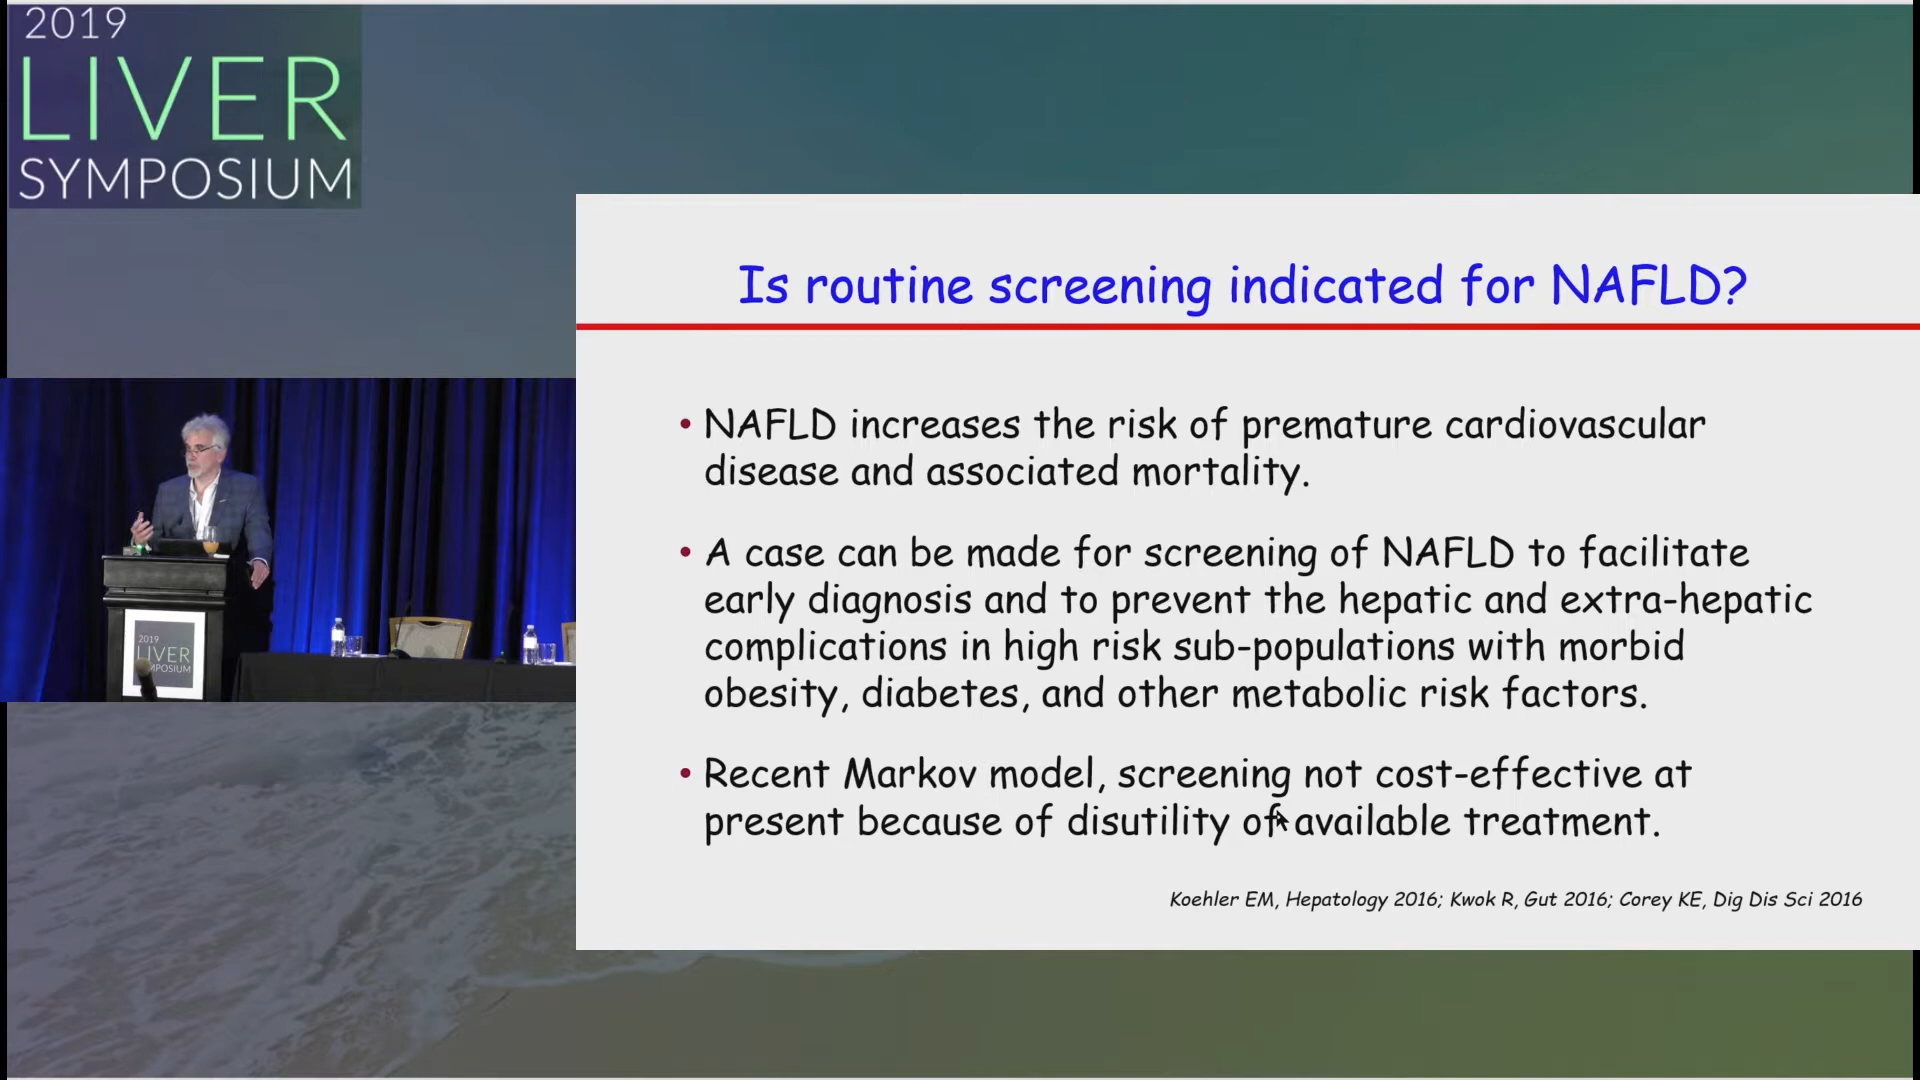 2019
LIVER
SYMPOSIUM
Is routine screening indicated for NAFLD?
• NAFLD increases the risk of premature cardiovascular
disease and associated mortality.
• A case can be made for screening of NAFLD to facilitate
early diagnosis and to prevent the hepatic and extra-hepatic
complications in high risk sub-populations with morbid
obesity, diabetes, and other metabolic risk factors.
• Recent Markov model, screening not cost-effective at
present because of disutility of available treatment.
Koehler EM, Hepatology 2016; Kwok R, Gut 2016; Corey KE, Dig Dis Sci 2016
2019
LIVER